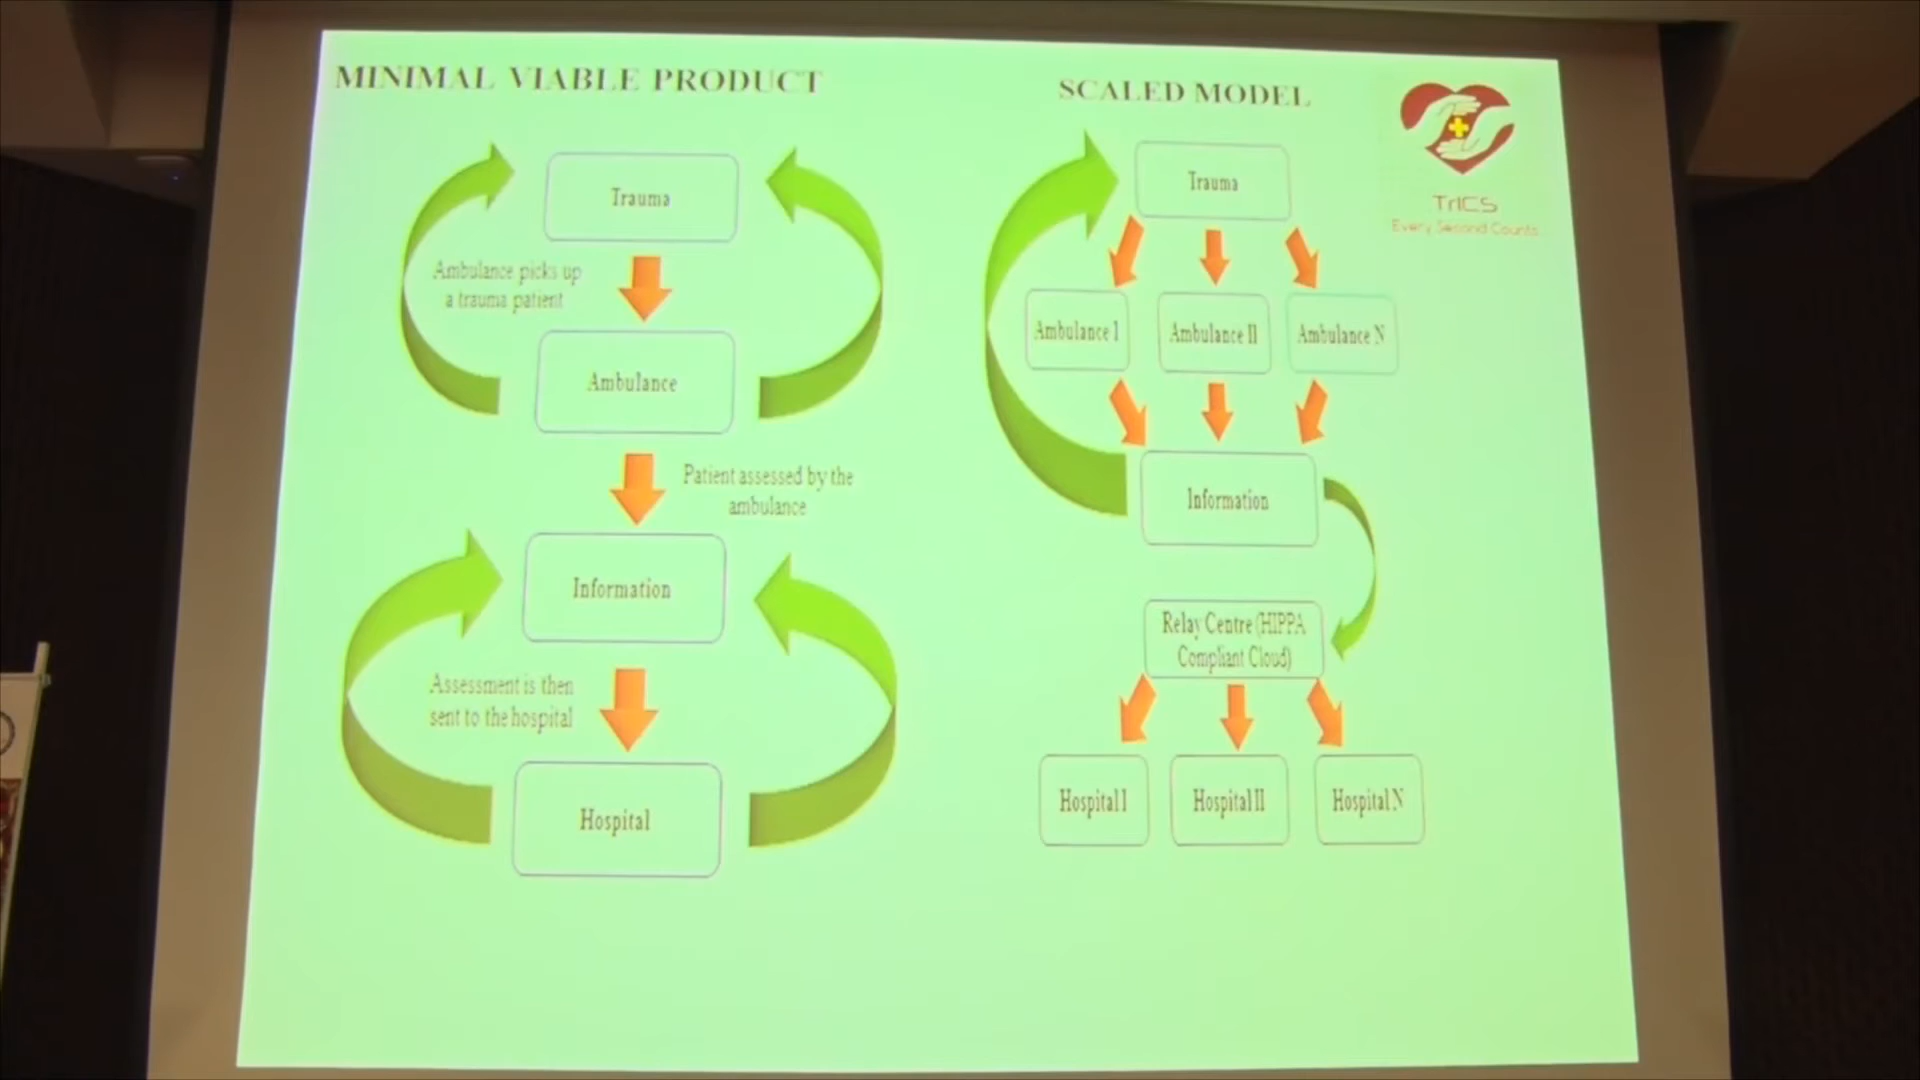 MINIMAL VIABLE PRODUCT
Trauma
Ambulance picks up
a trauma patient
Ambulance
Patient assessed by the
ambulance
Information
Assessment is then
sent to the hospital
Hospital
SCALED MODEL
TrICS
Every Second Counts
Trauma
Ambulance I
Ambulance II
Ambulance N
Information
Relay Centre (HIPPA
Compliant Cloud)
Hospital I
Hospital II
Hospital N